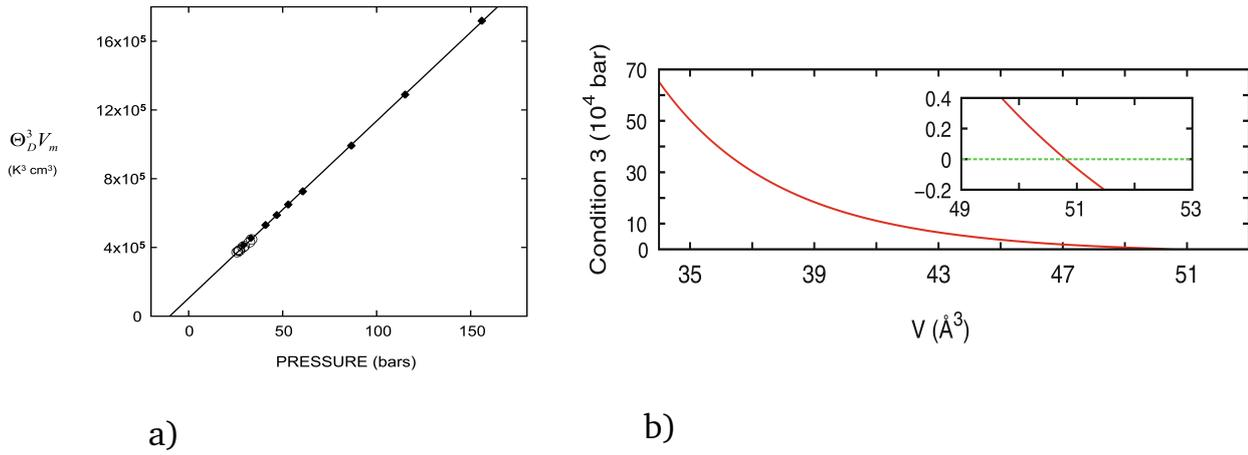 16x10⁵
12x10⁵
8x10⁵
4x10⁵
0
Θ_D³V_m
(K³ cm³)
0 50 100 150
PRESSURE (bars)
a)
Condition 3 (10⁴ bar)
70
50
30
10
0
35 39 43 47 51
V (Å³)
0.4
0.2
0
−0.2
49 51 53
b)